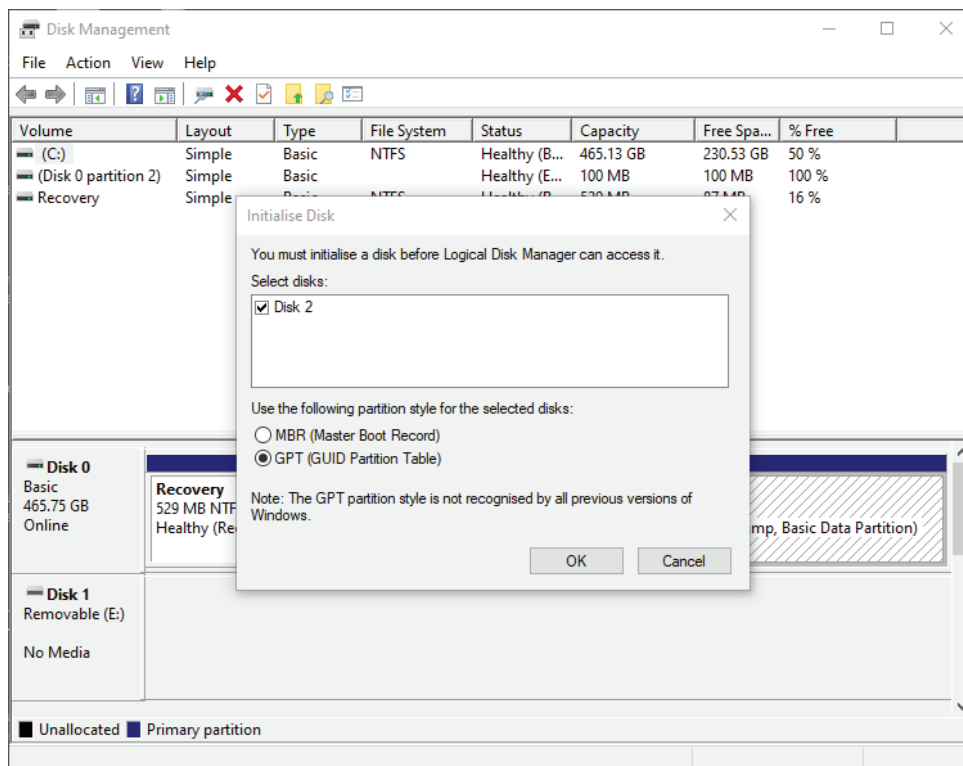 Disk Management
File Action View Help
Volume Layout Type File System Status Capacity Free Spa... % Free
(C:) Simple Basic NTFS Healthy (B... 465.13 GB 230.53 GB 50 %
(Disk 0 partition 2) Simple Basic Healthy (E... 100 MB 100 MB 100 %
Recovery Simple 16 %
Initialise Disk
You must initialise a disk before Logical Disk Manager can access it.
Select disks:
Disk 2
Use the following partition style for the selected disks:
MBR (Master Boot Record)
GPT (GUID Partition Table)
Note: The GPT partition style is not recognised by all previous versions of
Windows.
OK Cancel
Disk 0
Basic
465.75 GB
Online
Recovery
529 MB NTF
Healthy (Re
mp, Basic Data Partition)
Disk 1
Removable (E:)
No Media
Unallocated Primary partition